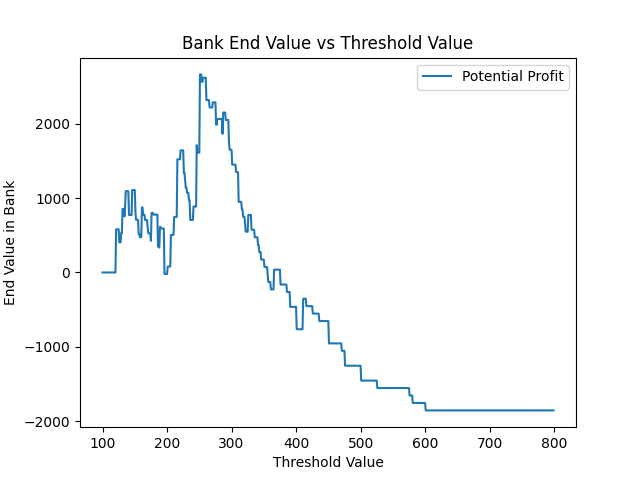 Bank End Value vs Threshold Value
Potential Profit
End Value in Bank
2000
1000
0
−1000
−2000
100 200 300 400 500 600 700 800
Threshold Value